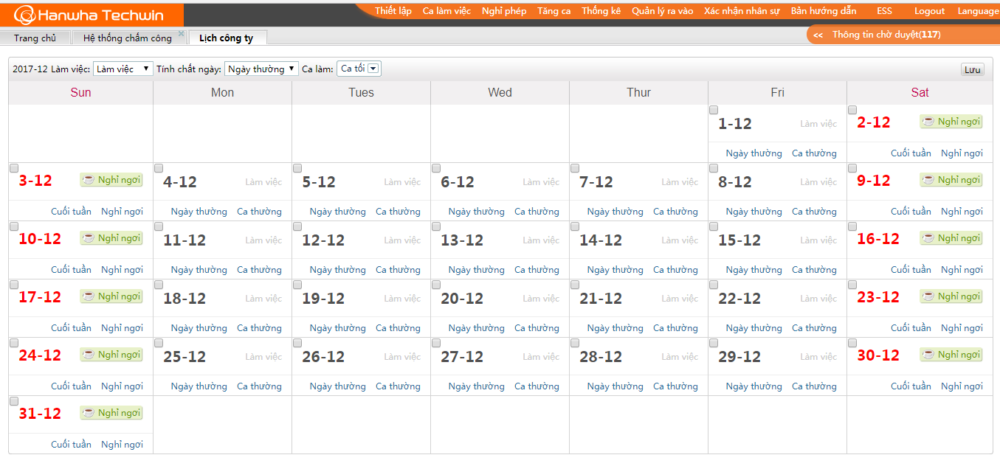 Hanwha Techwin
Thiết lập Ca làm việc Nghỉ phép Tăng ca Thống kê Quản lý ra vào Xác nhận nhân sự Bản hướng dẫn ESS Logout Language
Trang chủ Hệ thống chấm công Lịch công ty
<< Thông tin chờ duyệt(117)
2017-12 Làm việc: Làm việc Tính chất ngày: Ngày thường Ca làm: Ca tối Lưu
Sun Mon Tues Wed Thur Fri Sat
1-12 Làm việc 2-12 Nghỉ ngơi
Ngày thường Ca thường Cuối tuần Nghỉ ngơi
3-12 Nghỉ ngơi 4-12 Làm việc 5-12 Làm việc 6-12 Làm việc 7-12 Làm việc 8-12 Làm việc 9-12 Nghỉ ngơi
Cuối tuần Nghỉ ngơi Ngày thường Ca thường Ngày thường Ca thường Ngày thường Ca thường Ngày thường Ca thường Ngày thường Ca thường Cuối tuần Nghỉ ngơi
10-12 Nghỉ ngơi 11-12 Làm việc 12-12 Làm việc 13-12 Làm việc 14-12 Làm việc 15-12 Làm việc 16-12 Nghỉ ngơi
Cuối tuần Nghỉ ngơi Ngày thường Ca thường Ngày thường Ca thường Ngày thường Ca thường Ngày thường Ca thường Ngày thường Ca thường Cuối tuần Nghỉ ngơi
17-12 Nghỉ ngơi 18-12 Làm việc 19-12 Làm việc 20-12 Làm việc 21-12 Làm việc 22-12 Làm việc 23-12 Nghỉ ngơi
Cuối tuần Nghỉ ngơi Ngày thường Ca thường Ngày thường Ca thường Ngày thường Ca thường Ngày thường Ca thường Ngày thường Ca thường Cuối tuần Nghỉ ngơi
24-12 Nghỉ ngơi 25-12 Làm việc 26-12 Làm việc 27-12 Làm việc 28-12 Làm việc 29-12 Làm việc 30-12 Nghỉ ngơi
Cuối tuần Nghỉ ngơi Ngày thường Ca thường Ngày thường Ca thường Ngày thường Ca thường Ngày thường Ca thường Ngày thường Ca thường Cuối tuần Nghỉ ngơi
31-12 Nghỉ ngơi
Cuối tuần Nghỉ ngơi